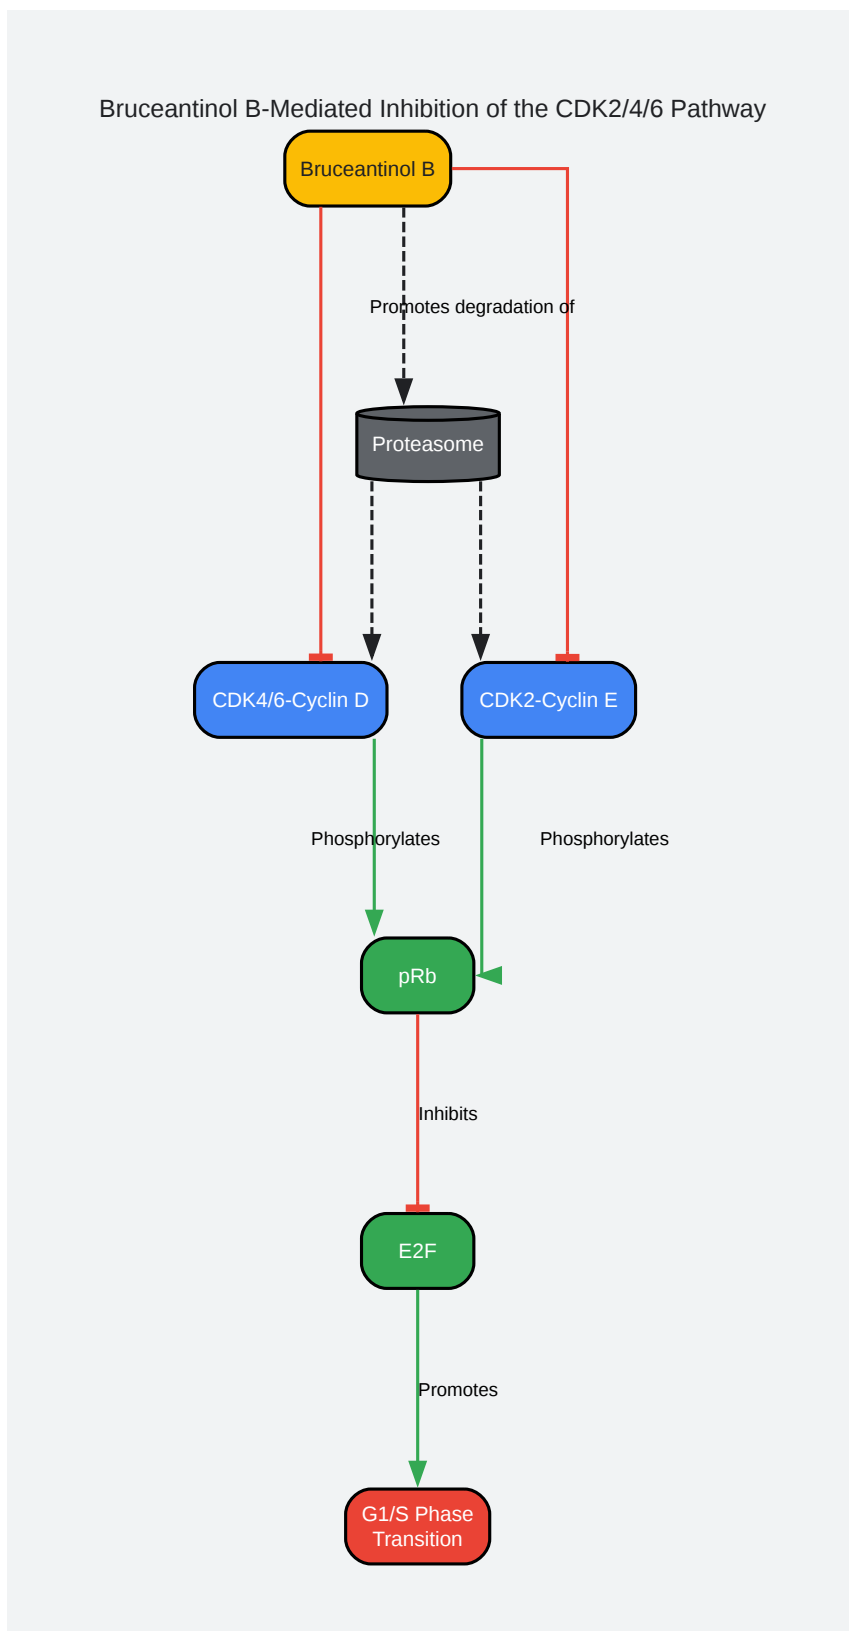 Bruceantinol B-Mediated Inhibition of the CDK2/4/6 Pathway
Bruceantinol B
Promotes degradation of
Proteasome
CDK4/6-Cyclin D
CDK2-Cyclin E
Phosphorylates
Phosphorylates
pRb
Inhibits
E2F
Promotes
G1/S Phase
Transition